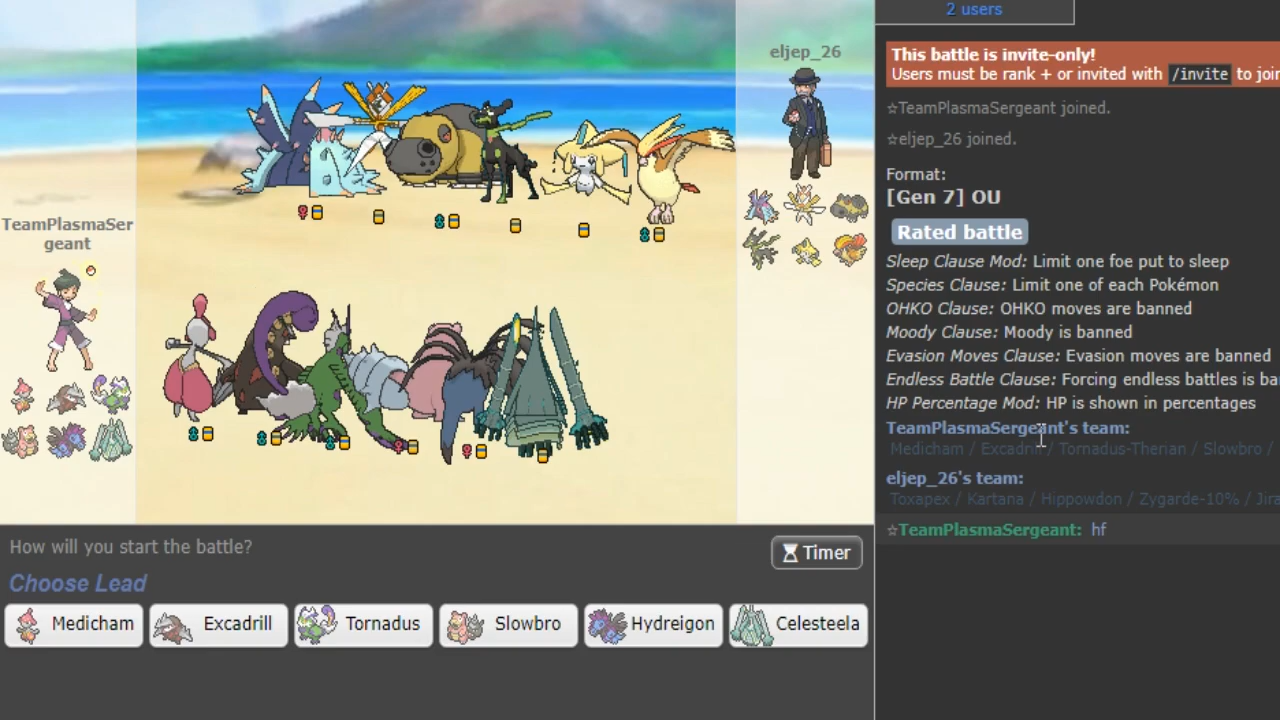 2 users
eljep_26
TeamPlasmaSer
geant
This battle is invite-only!
Users must be rank + or invited with /invite to join
☆TeamPlasmaSergeant joined.
☆eljep_26 joined.
Format:
[Gen 7] OU
Rated battle
Sleep Clause Mod: Limit one foe put to sleep
Species Clause: Limit one of each Pokémon
OHKO Clause: OHKO moves are banned
Moody Clause: Moody is banned
Evasion Moves Clause: Evasion moves are banned
Endless Battle Clause: Forcing endless battles is ba
HP Percentage Mod: HP is shown in percentages
TeamPlasmaSergeant's team:
Medicham / Excadrill / Tornadus-Therian / Slowbro /
eljep_26's team:
Toxapex / Kartana / Hippowdon / Zygarde-10% / Jira
☆TeamPlasmaSergeant: hf
How will you start the battle?
Timer
Choose Lead
Medicham Excadrill Tornadus Slowbro Hydreigon Celesteela